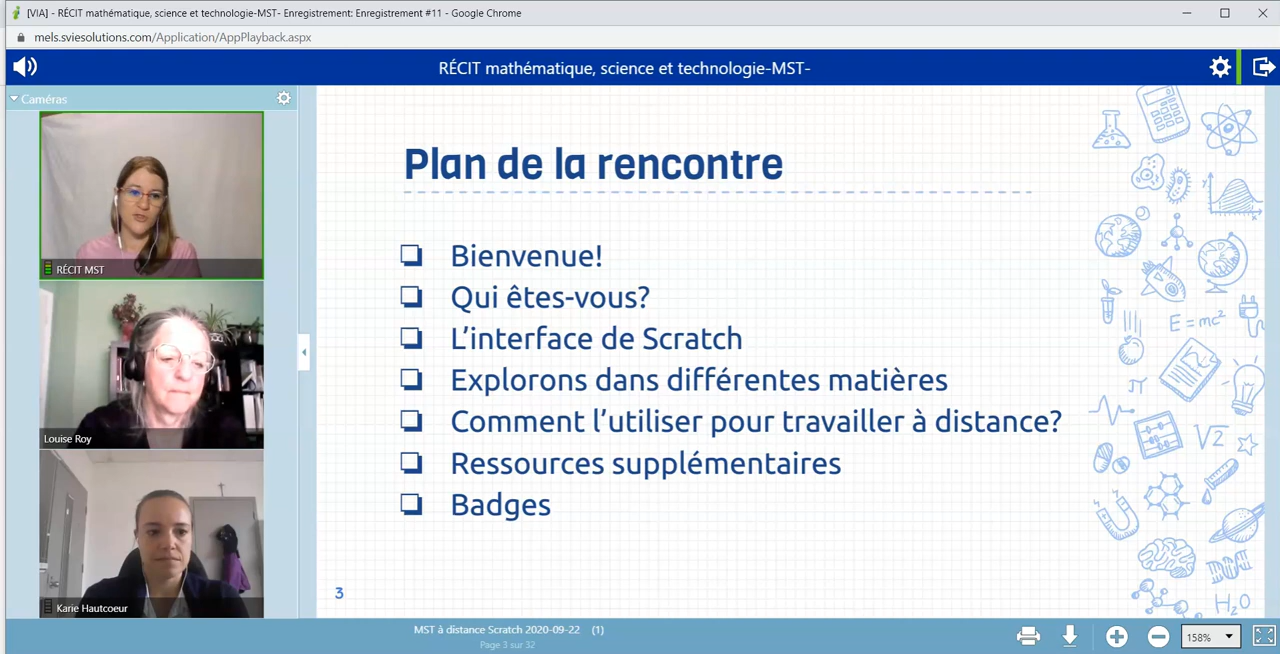 [VIA] - RÉCIT mathématique, science et technologie-MST- Enregistrement: Enregistrement #11 - Google Chrome
mels.sviesolutions.com/Application/AppPlayback.aspx
RÉCIT mathématique, science et technologie-MST-
Caméras
RÉCIT MST
Louise Roy
Karie Hautcoeur
Plan de la rencontre
Bienvenue!
Qui êtes-vous?
L'interface de Scratch
Explorons dans différentes matières
Comment l'utiliser pour travailler à distance?
Ressources supplémentaires
Badges
3
E=mc²
π
√2
H₂O
y
x
MST à distance Scratch 2020-09-22 (1)
Page 3 sur 32
158%